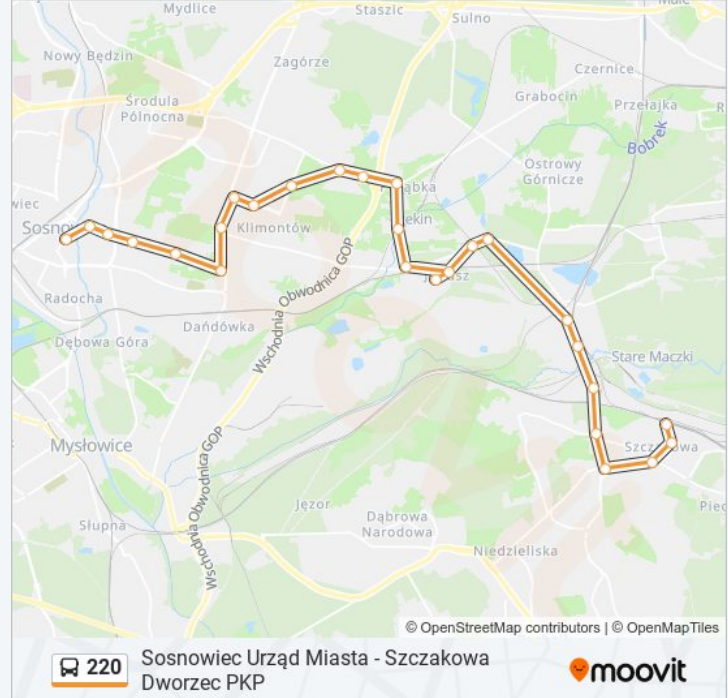 Mydlice
Staszic
Sulno
Nowy Będzin
Zagórze
Czernice
Środula
Północna
Grabocin
Przełajka
Bobrek
Ostrowy
Górnicze
Klimontów
Radocha
Dańdówka
Wschodnia Obwodnica GOP
Dębowa Góra
Stare Maczki
Mysłowice
Wschodnia Obwodnica GOP
Jęzor
Dąbrowa
Narodowa
Słupna
Niedzieliska
© OpenStreetMap contributors | © OpenMapTiles
220
Sosnowiec Urząd Miasta - Szczakowa
Dworzec PKP
moovit